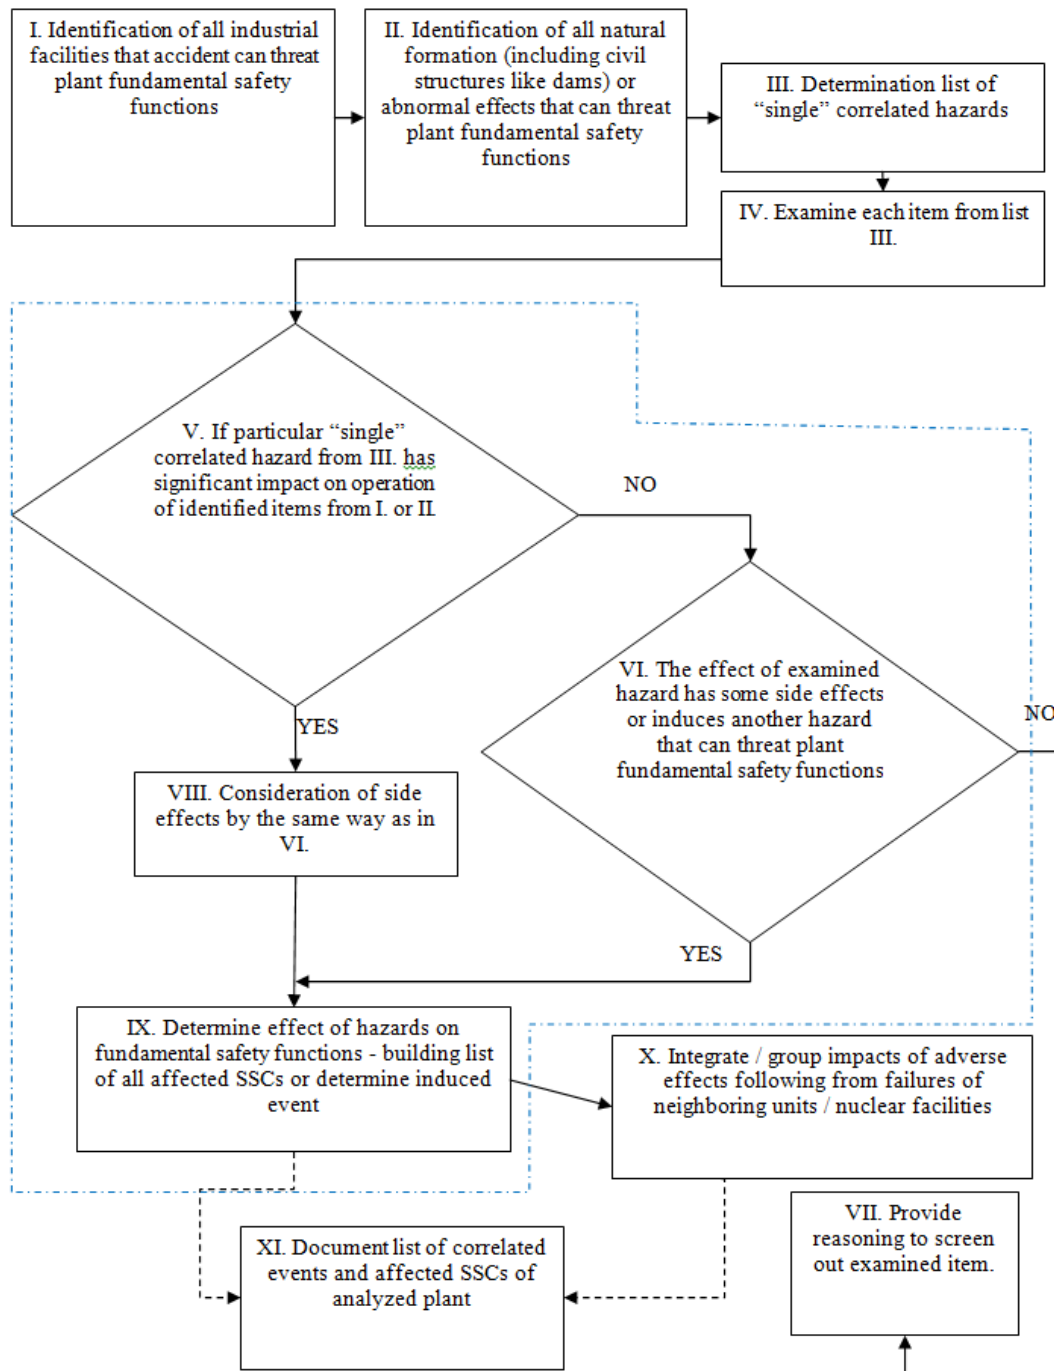 I. Identification of all industrial
facilities that accident can threat
plant fundamental safety
functions
II. Identification of all natural
formation (including civil
structures like dams) or
abnormal effects that can threat
plant fundamental safety
functions
III. Determination list of
“single” correlated hazards
IV. Examine each item from list
III.
V. If particular “single”
correlated hazard from III. has
significant impact on operation
of identified items from I. or II.
NO
VI. The effect of examined
hazard has some side effects
or induces another hazard
that can threat plant
fundamental safety functions
NO
YES
VIII. Consideration of side
effects by the same way as in
VI.
YES
IX. Determine effect of hazards on
fundamental safety functions - building list
of all affected SSCs or determine induced
event
X. Integrate / group impacts of adverse
effects following from failures of
neighboring units / nuclear facilities
VII. Provide
reasoning to screen
out examined item.
XI. Document list of correlated
events and affected SSCs of
analyzed plant